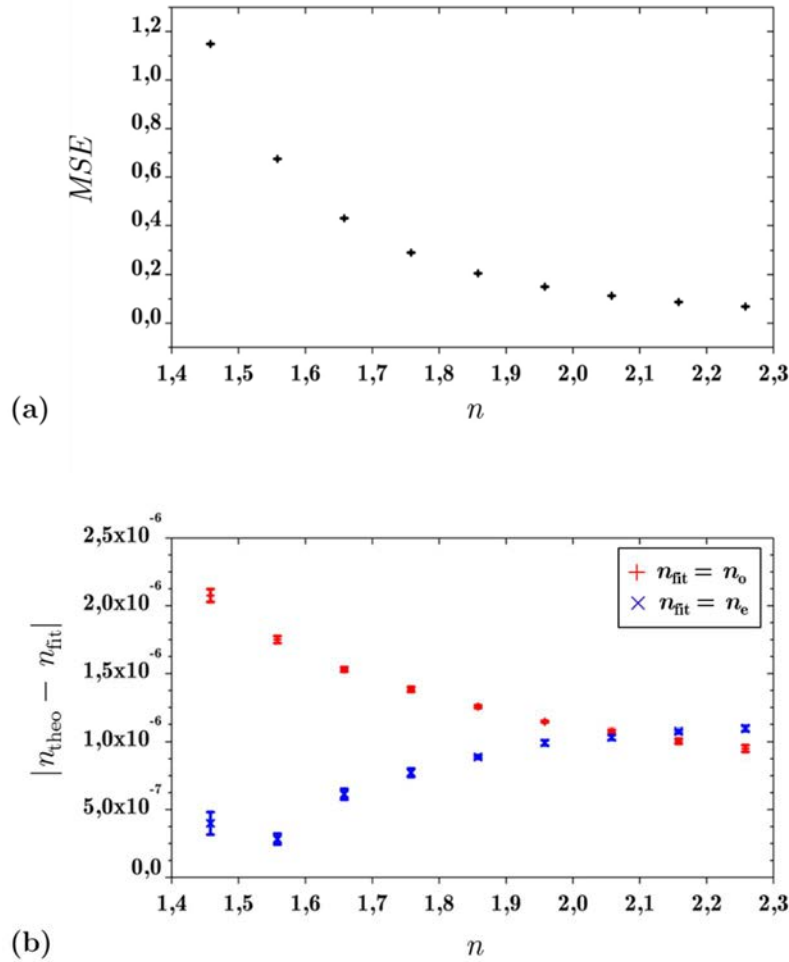 1,2
1,0
0,8
0,6
0,4
0,2
0,0
MSE
1,4 1,5 1,6 1,7 1,8 1,9 2,0 2,1 2,2 2,3
n
(a)
2,5x10⁻⁶
2,0x10⁻⁶
1,5x10⁻⁶
1,0x10⁻⁶
5,0x10⁻⁷
0,0
|n_theo − n_fit|
+ n_fit = n_o
× n_fit = n_e
1,4 1,5 1,6 1,7 1,8 1,9 2,0 2,1 2,2 2,3
n
(b)